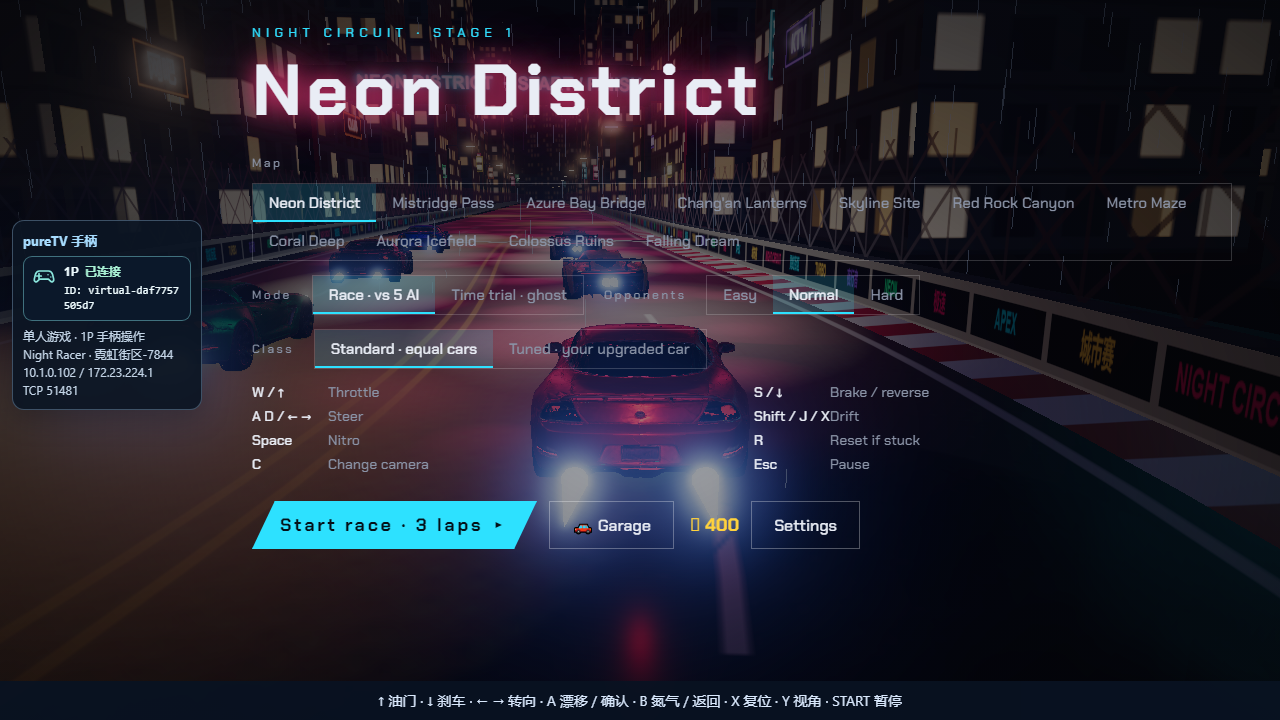 NIGHT CIRCUIT · STAGE 1
Neon District
Map
Neon District Mistridge Pass Azure Bay Bridge Chang'an Lanterns Skyline Site Red Rock Canyon Metro Maze
Coral Deep Aurora Icefield Colossus Ruins Falling Dream
pureTV 手柄
1P 已连接
ID: virtual-daf7757
505d7
单人游戏 · 1P 手柄操作
Night Racer · 霓虹街区-7844
10.1.0.102 / 172.23.224.1
TCP 51481
Mode Race · vs 5 AI Time trial · ghost Opponents Easy Normal Hard
Class Standard · equal cars Tuned · your upgraded car
W / ↑ Throttle S / ↓ Brake / reverse
A D / ← → Steer Shift / J / X Drift
Space Nitro R Reset if stuck
C Change camera Esc Pause
Start race · 3 laps ▸ Garage 400 Settings
KTV
APEX
城市赛
NIGHT CIRC
↑ 油门 · ↓ 刹车 · ← → 转向 · A 漂移 / 确认 · B 氮气 / 返回 · X 复位 · Y 视角 · START 暂停